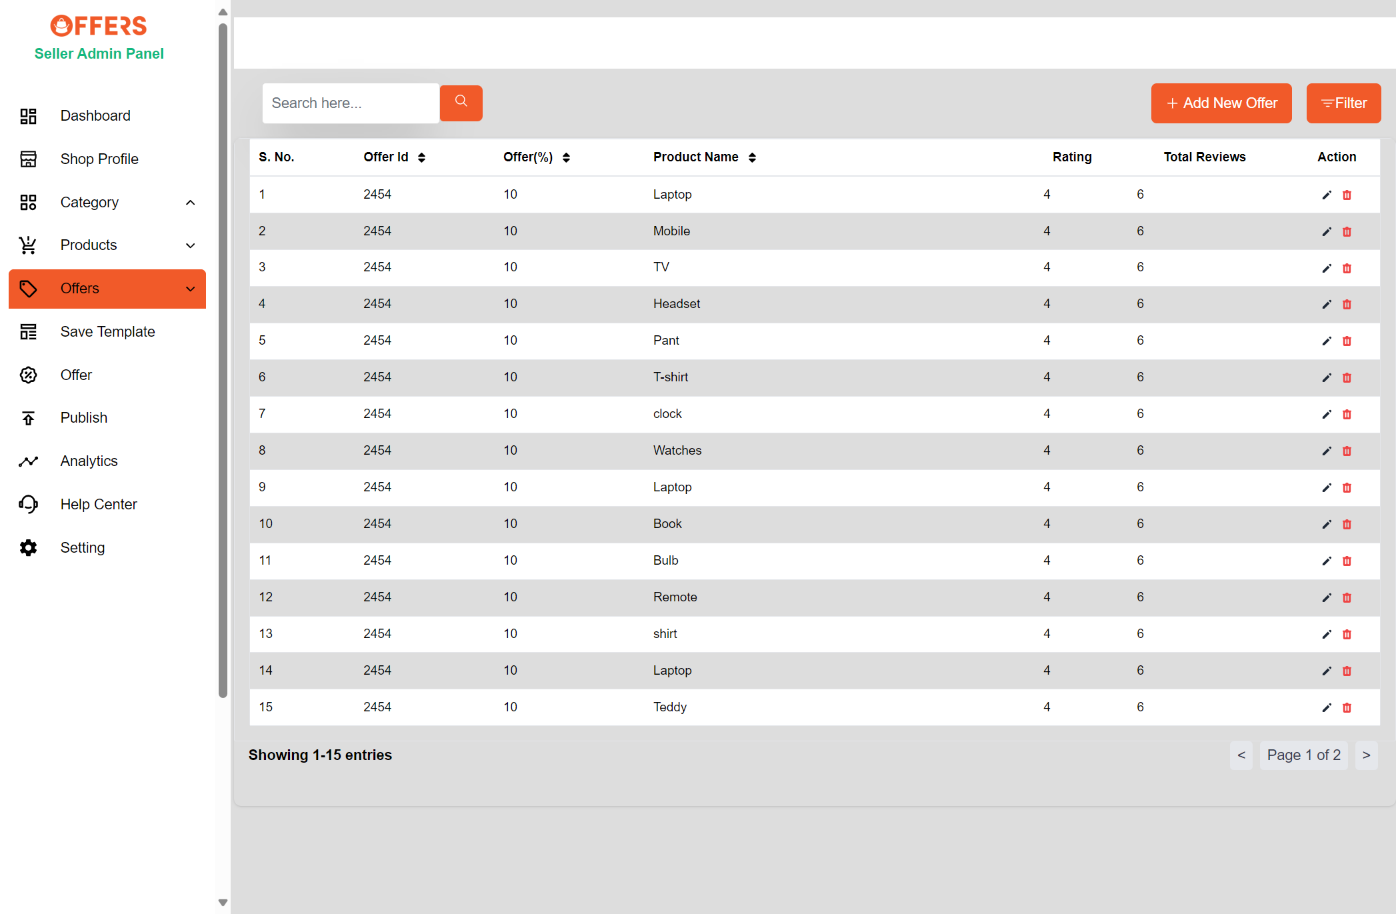 OFFERS
Seller Admin Panel
Dashboard
Shop Profile
Category
Products
Offers
Save Template
Offer
Publish
Analytics
Help Center
Setting
Search here...
+ Add New Offer
Filter
S. No. Offer Id Offer(%) Product Name Rating Total Reviews Action
1 2454 10 Laptop 4 6
2 2454 10 Mobile 4 6
3 2454 10 TV 4 6
4 2454 10 Headset 4 6
5 2454 10 Pant 4 6
6 2454 10 T-shirt 4 6
7 2454 10 clock 4 6
8 2454 10 Watches 4 6
9 2454 10 Laptop 4 6
10 2454 10 Book 4 6
11 2454 10 Bulb 4 6
12 2454 10 Remote 4 6
13 2454 10 shirt 4 6
14 2454 10 Laptop 4 6
15 2454 10 Teddy 4 6
Showing 1-15 entries
< Page 1 of 2 >